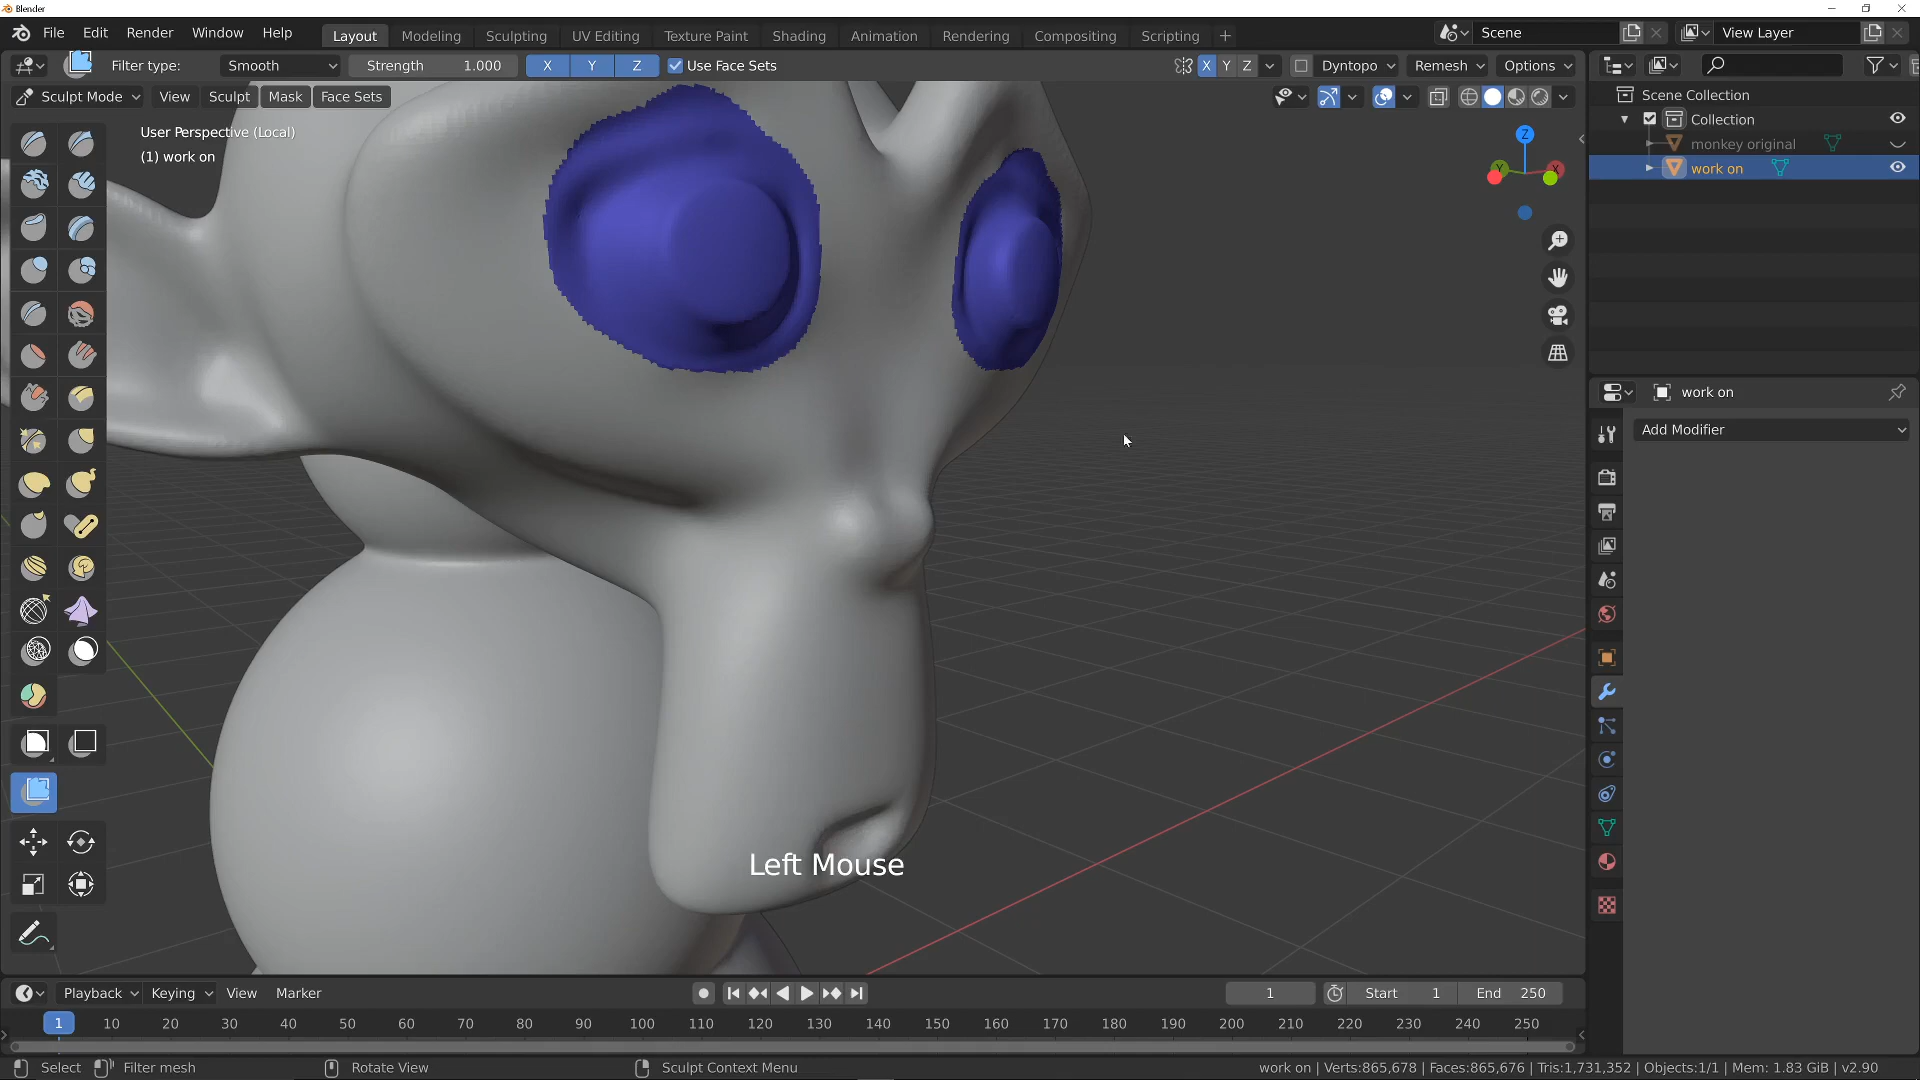 Blender
File Edit Render Window Help Layout Modeling Sculpting UV Editing Texture Paint Shading Animation Rendering Compositing Scripting + Scene View Layer
Filter type: Smooth Strength 1.000 X Y Z Use Face Sets X Y Z Dyntopo Remesh Options
Sculpt Mode View Sculpt Mask Face Sets
Scene Collection
Collection
monkey original
work on
User Perspective (Local)
(1) work on
Z
Y
X
work on
Add Modifier
Left Mouse
Playback Keying View Marker 1 Start 1 End 250
1 10 20 30 40 50 60 70 80 90 100 110 120 130 140 150 160 170 180 190 200 210 220 230 240 250
Select Filter mesh Rotate View Sculpt Context Menu work on | Verts:865,678 | Faces:865,676 | Tris:1,731,352 | Objects:1/1 | Mem: 1.83 GiB | v2.90